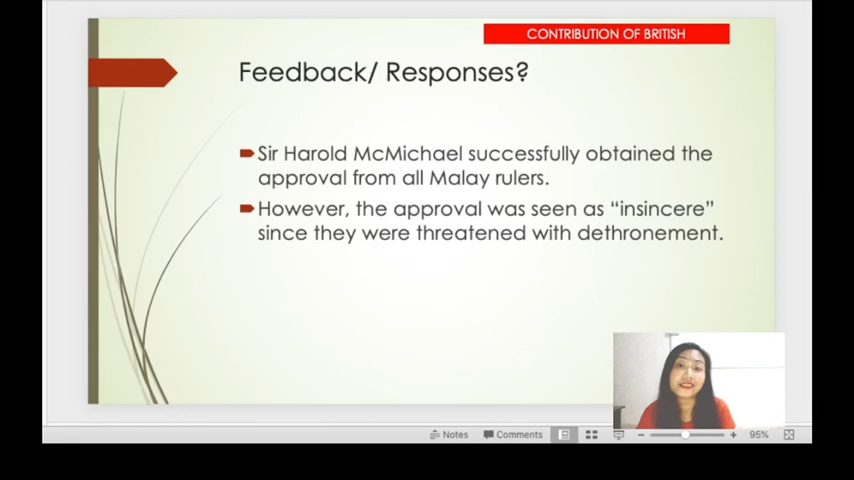 CONTRIBUTION OF BRITISH
Feedback/ Responses?
Sir Harold McMichael successfully obtained the
approval from all Malay rulers.
However, the approval was seen as “insincere”
since they were threatened with dethronement.
Notes Comments 95%